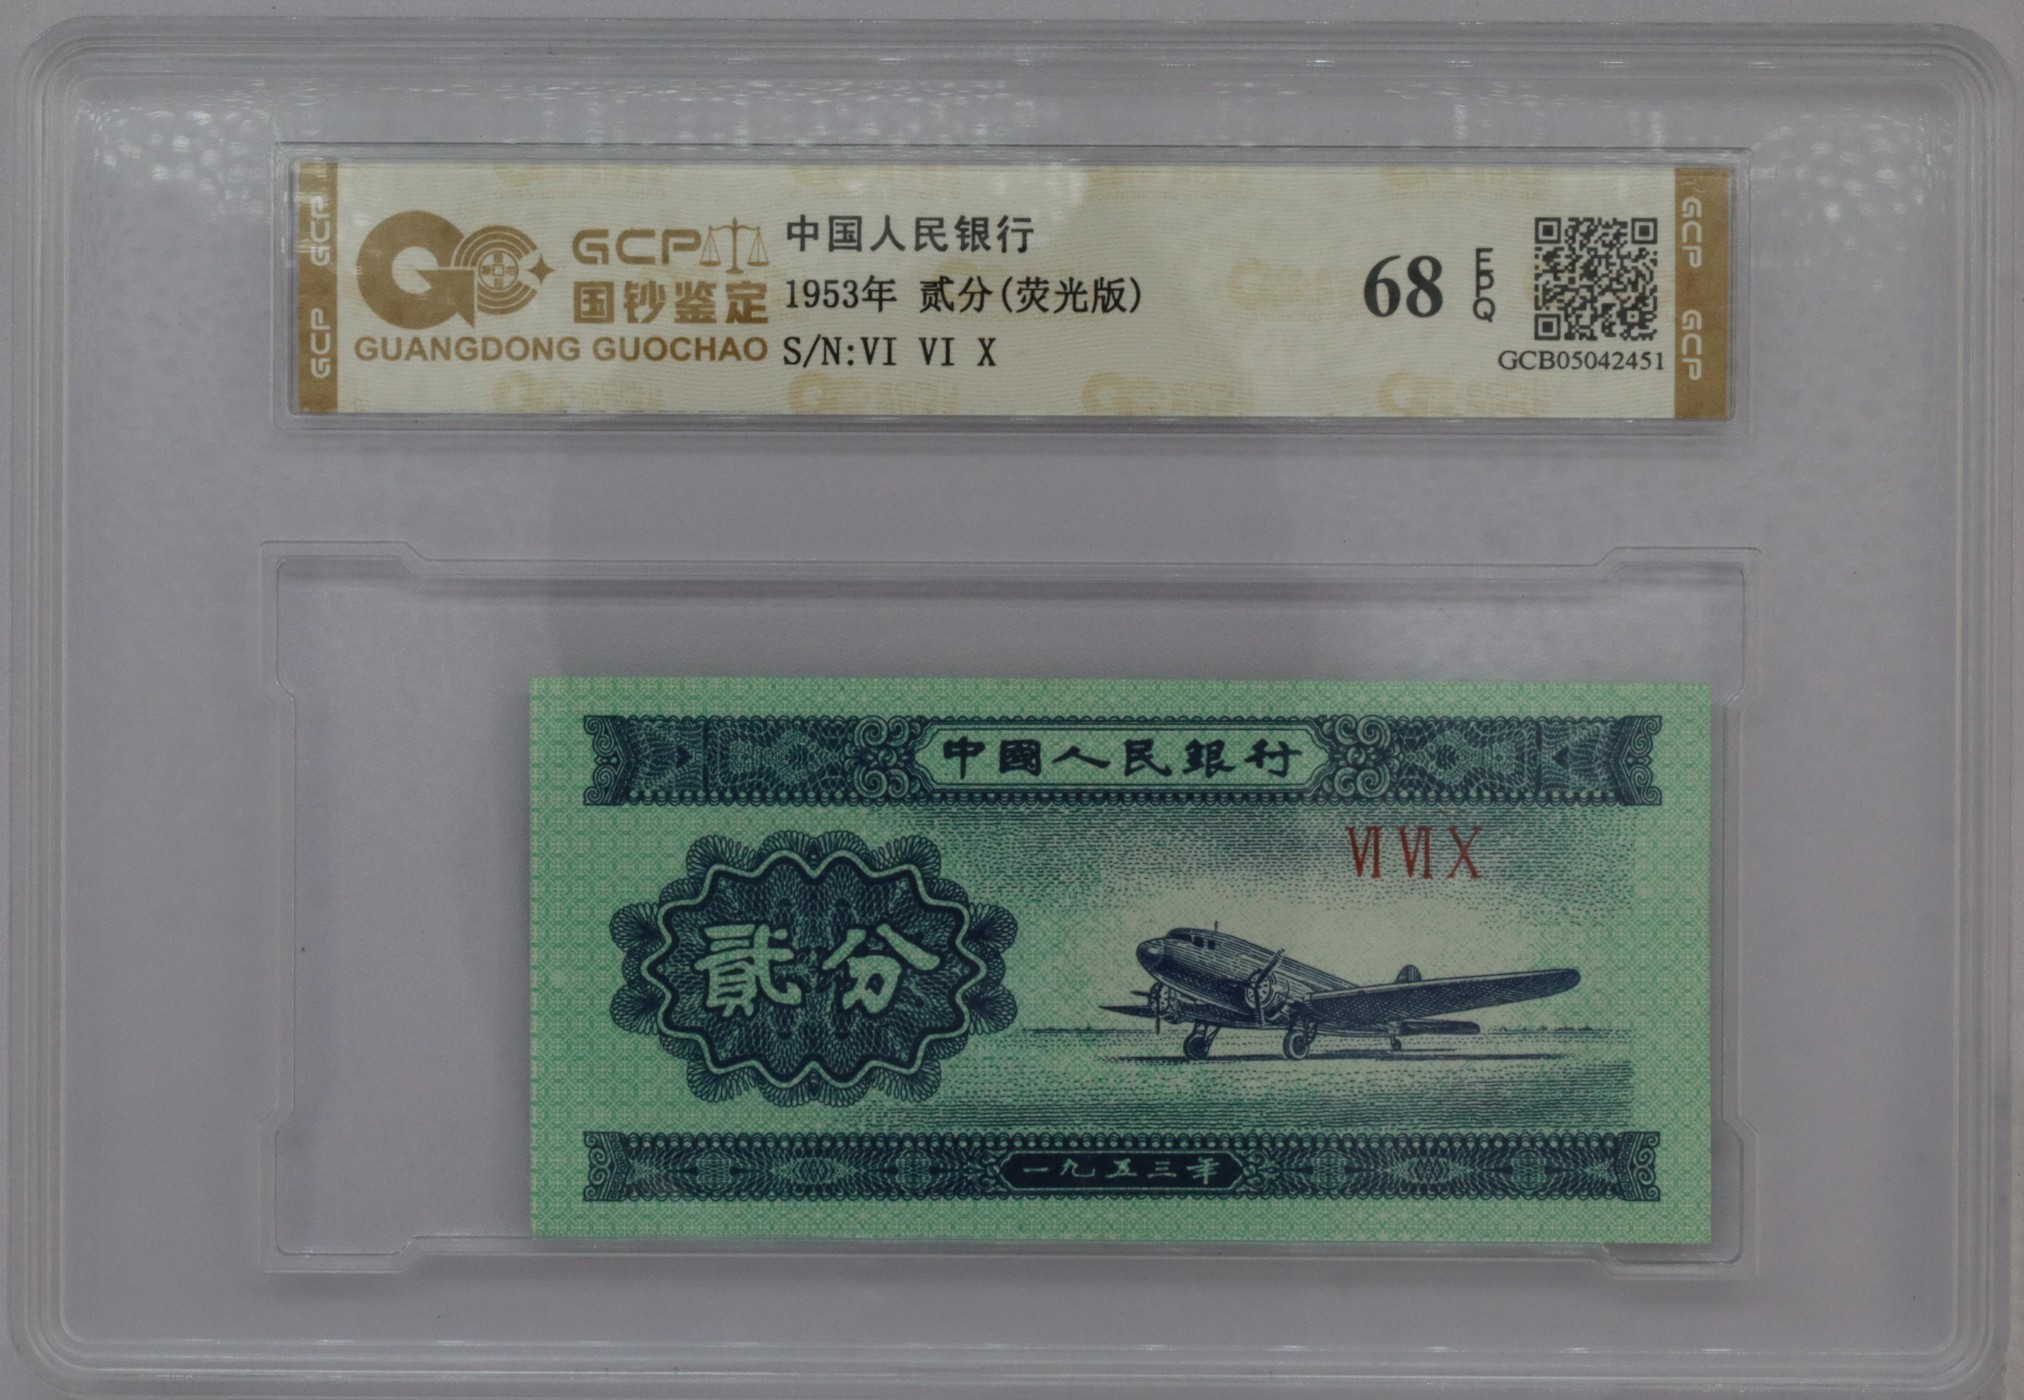 GCP
GCP
GCP
国钞鉴定
GUANGDONG GUOCHAO
中国人民银行
1953年 贰分(荧光版)
S/N:VI VI X
68
EPQ
GCB05042451
GCP
GCP
中國人民銀行
VI VI X
貳分
一九五三年